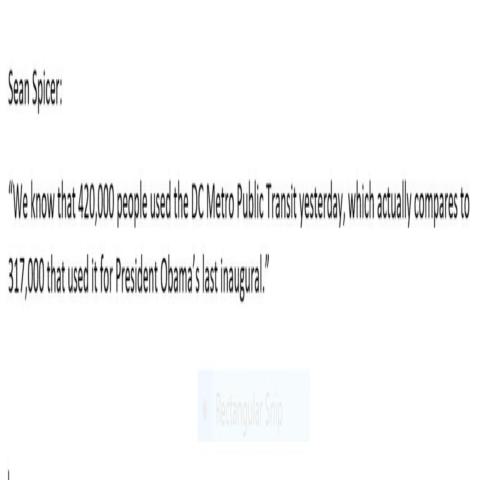 Sean Spicer:
“We know that 420,000 people used the DC Metro Public Transit yesterday, which actually compares to
317,000 that used it for President Obama’s last inaugural.”
Rectangular Snip